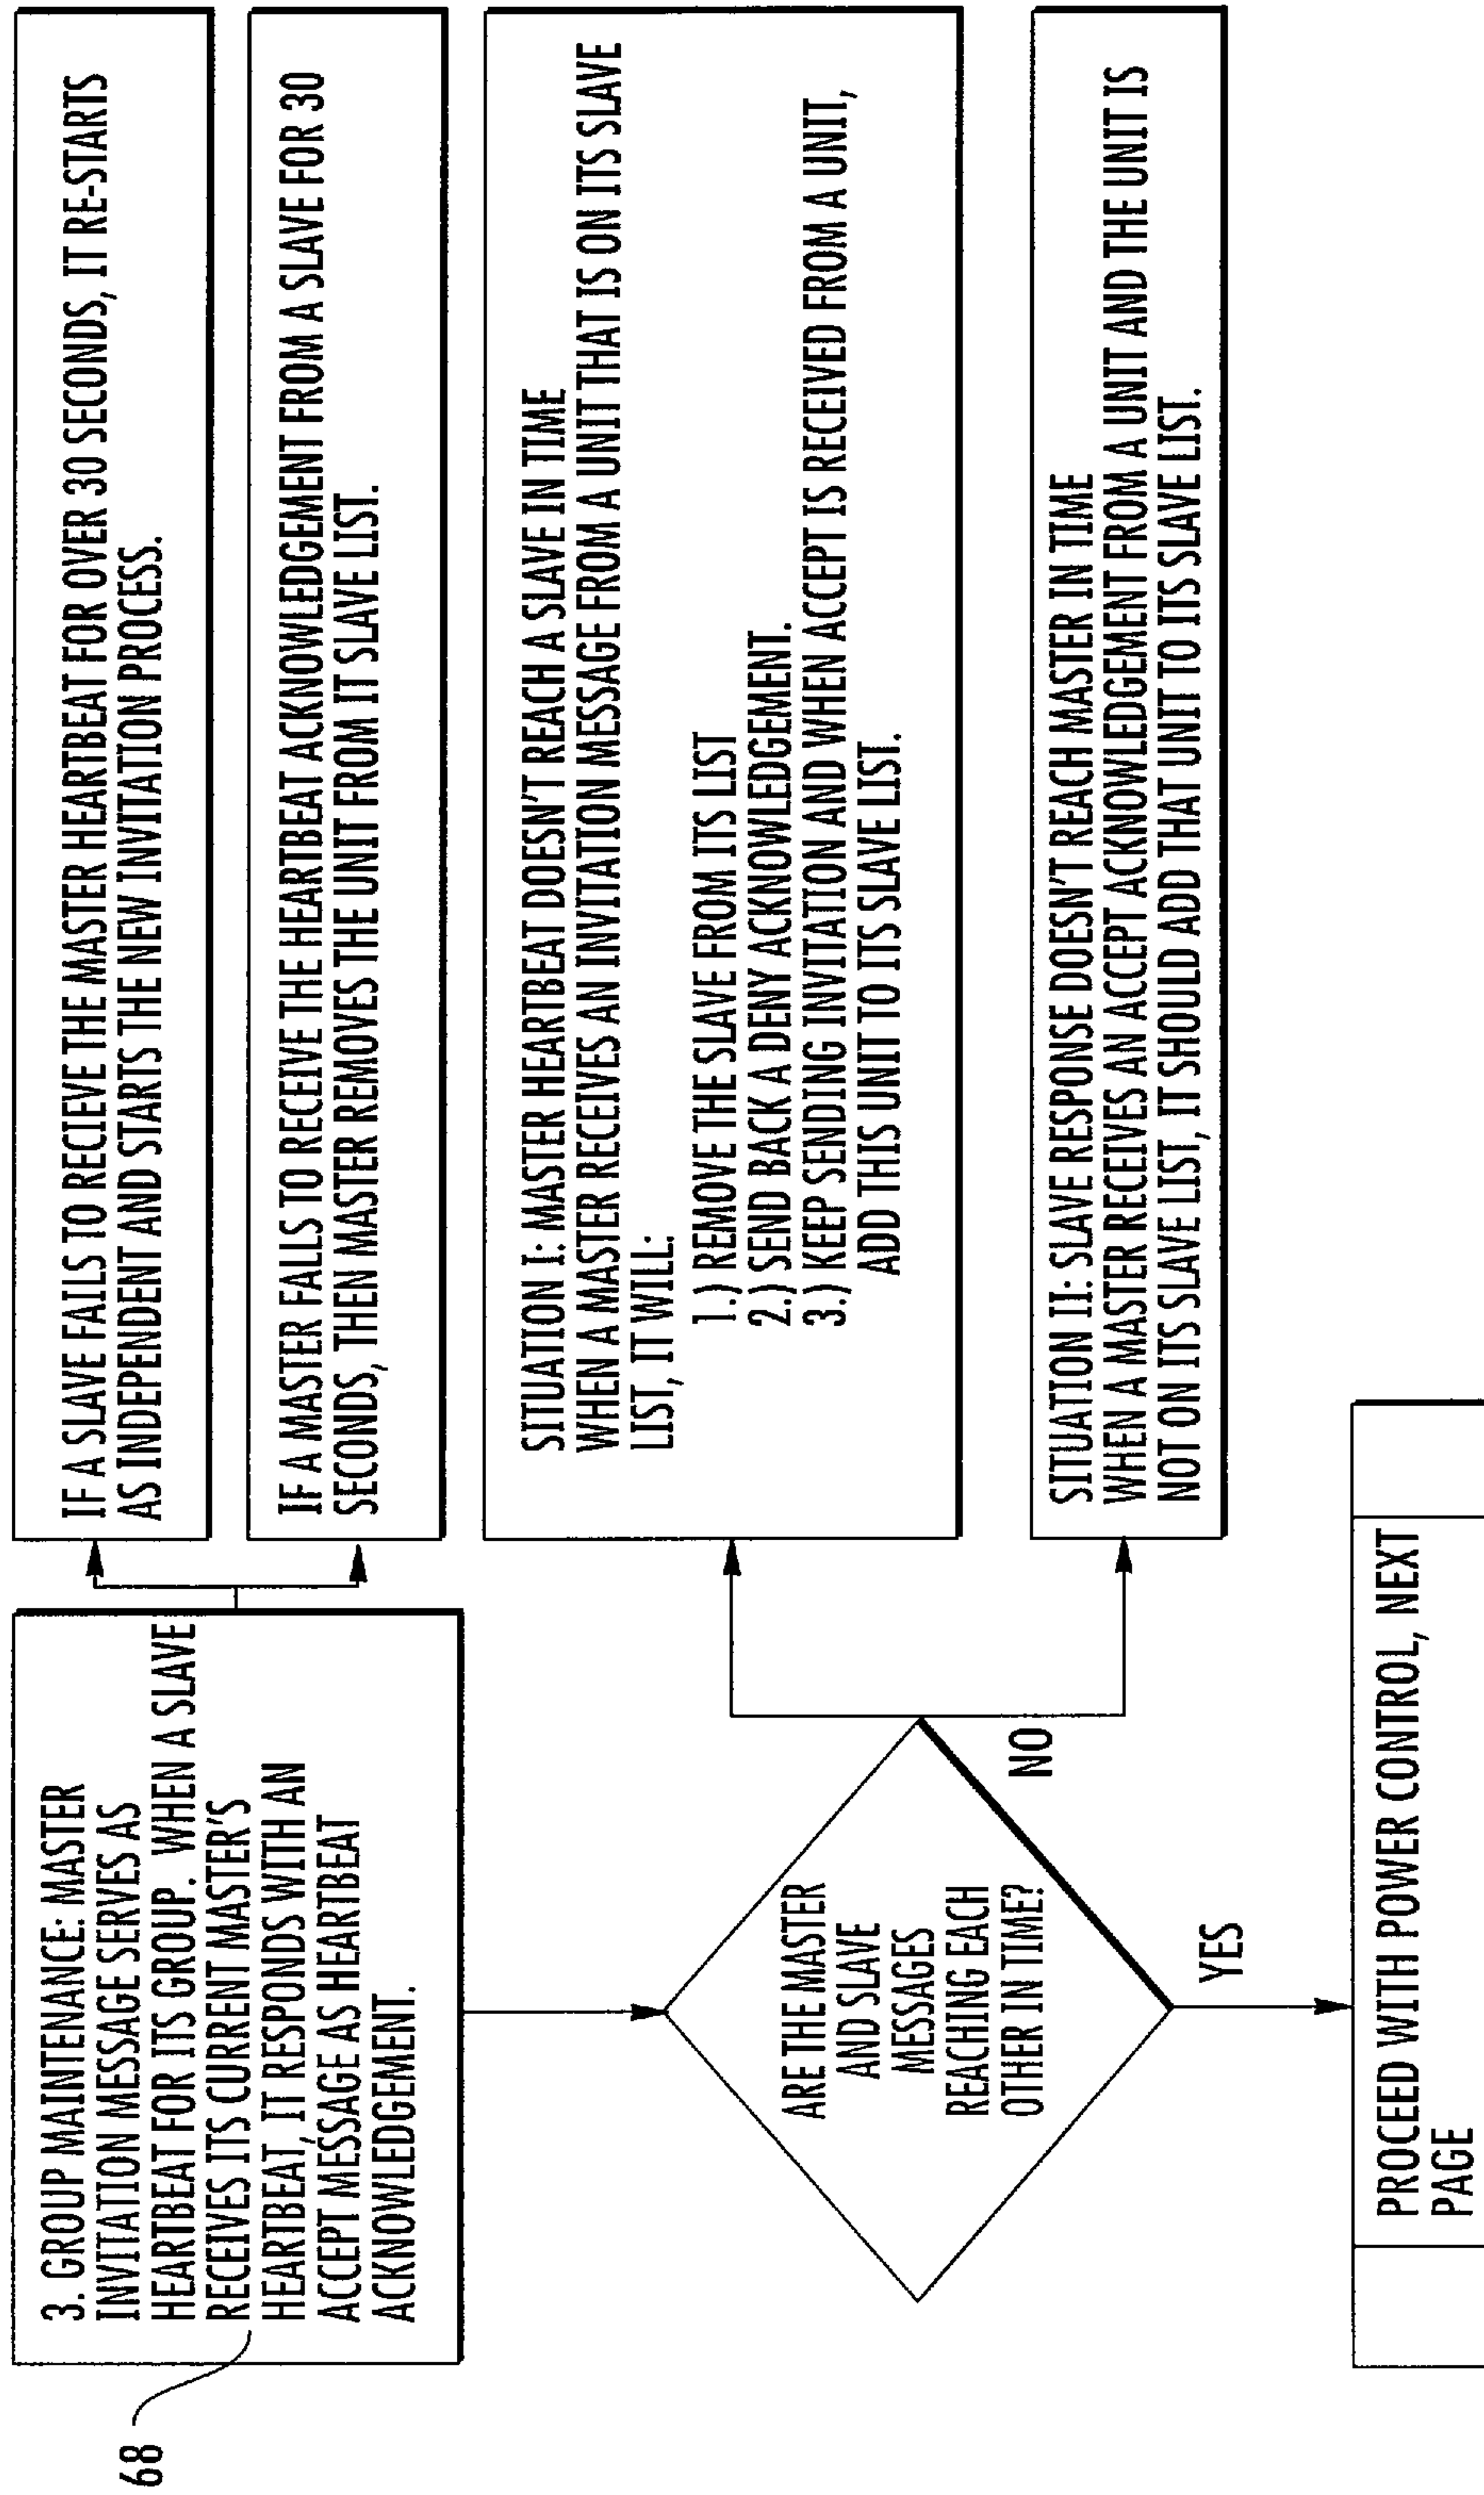 68
3. GROUP MAINTENANCE: MASTER
INVITATION MESSAGE SERVES AS
HEARTBEAT FOR ITS GROUP. WHEN A SLAVE
RECEIVES ITS CURRENT MASTER'S
HEARTBEAT, IT RESPONDS WITH AN
ACCEPT MESSAGE AS HEARTBEAT
ACKNOWLEDGEMENT.
IF A SLAVE FAILS TO RECIEVE THE MASTER HEARTBEAT FOR OVER 30 SECONDS, IT RE-STARTS
AS INDEPENDENT AND STARTS THE NEW INVITATION PROCESS.
IF A MASTER FALLS TO RECEIVE THE HEARTBEAT ACKNOWLEDGEMENT FROM A SLAVE FOR 30
SECONDS, THEN MASTER REMOVES THE UNIT FROM IT SLAVE LIST.
ARE THE MASTER
AND SLAVE
MESSAGES
REACHING EACH
OTHER IN TIME?
NO
YES
SITUATION I: MASTER HEARTBEAT DOESN'T REACH A SLAVE IN TIME
WHEN A MASTER RECEIVES AN INVITATION MESSAGE FROM A UNIT THAT IS ON ITS SLAVE
LIST, IT WILL:
1.) REMOVE THE SLAVE FROM ITS LIST
2.) SEND BACK A DENY ACKNOWLEDGEMENT.
3.) KEEP SENDING INVITATION AND WHEN ACCEPT IS RECEIVED FROM A UNIT,
ADD THIS UNIT TO ITS SLAVE LIST.
SITUATION II: SLAVE RESPONSE DOESN'T REACH MASTER IN TIME
WHEN A MASTER RECEIVES AN ACCEPT ACKNOWLEDGEMENT FROM A UNIT AND THE UNIT IS
NOT ON ITS SLAVE LIST, IT SHOULD ADD THAT UNIT TO ITS SLAVE LIST.
PROCEED WITH POWER CONTROL, NEXT
PAGE